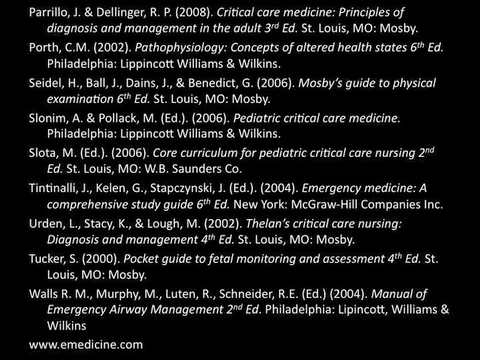 Parrillo, J. & Dellinger, R. P. (2008). Critical care medicine: Principles of
diagnosis and management in the adult 3rd Ed. St. Louis, MO: Mosby.
Porth, C.M. (2002). Pathophysiology: Concepts of altered health states 6th Ed.
Philadelphia: Lippincott Williams & Wilkins.
Seidel, H., Ball, J., Dains, J., & Benedict, G. (2006). Mosby's guide to physical
examination 6th Ed. St. Louis, MO: Mosby.
Slonim, A. & Pollack, M. (Ed.). (2006). Pediatric critical care medicine.
Philadelphia: Lippincott Williams & Wilkins.
Slota, M. (Ed.). (2006). Core curriculum for pediatric critical care nursing 2nd
Ed. St. Louis, MO: W.B. Saunders Co.
Tintinalli, J., Kelen, G., Stapczynski, J. (Ed.). (2004). Emergency medicine: A
comprehensive study guide 6th Ed. New York: McGraw-Hill Companies Inc.
Urden, L., Stacy, K., & Lough, M. (2002). Thelan's critical care nursing:
Diagnosis and management 4th Ed. St. Louis, MO: Mosby.
Tucker, S. (2000). Pocket guide to fetal monitoring and assessment 4th Ed. St.
Louis, MO: Mosby.
Walls R. M., Murphy, M., Luten, R., Schneider, R.E. (Ed.) (2004). Manual of
Emergency Airway Management 2nd Ed. Philadelphia: Lipincott, Williams &
Wilkins
www.emedicine.com